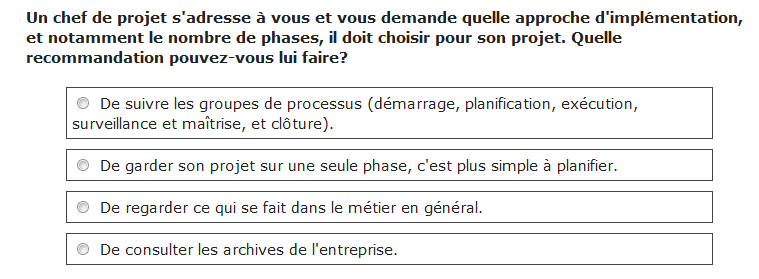 Un chef de projet s'adresse à vous et vous demande quelle approche d'implémentation,
et notamment le nombre de phases, il doit choisir pour son projet. Quelle
recommandation pouvez-vous lui faire?
De suivre les groupes de processus (démarrage, planification, exécution,
surveillance et maîtrise, et clôture).
De garder son projet sur une seule phase, c'est plus simple à planifier.
De regarder ce qui se fait dans le métier en général.
De consulter les archives de l'entreprise.